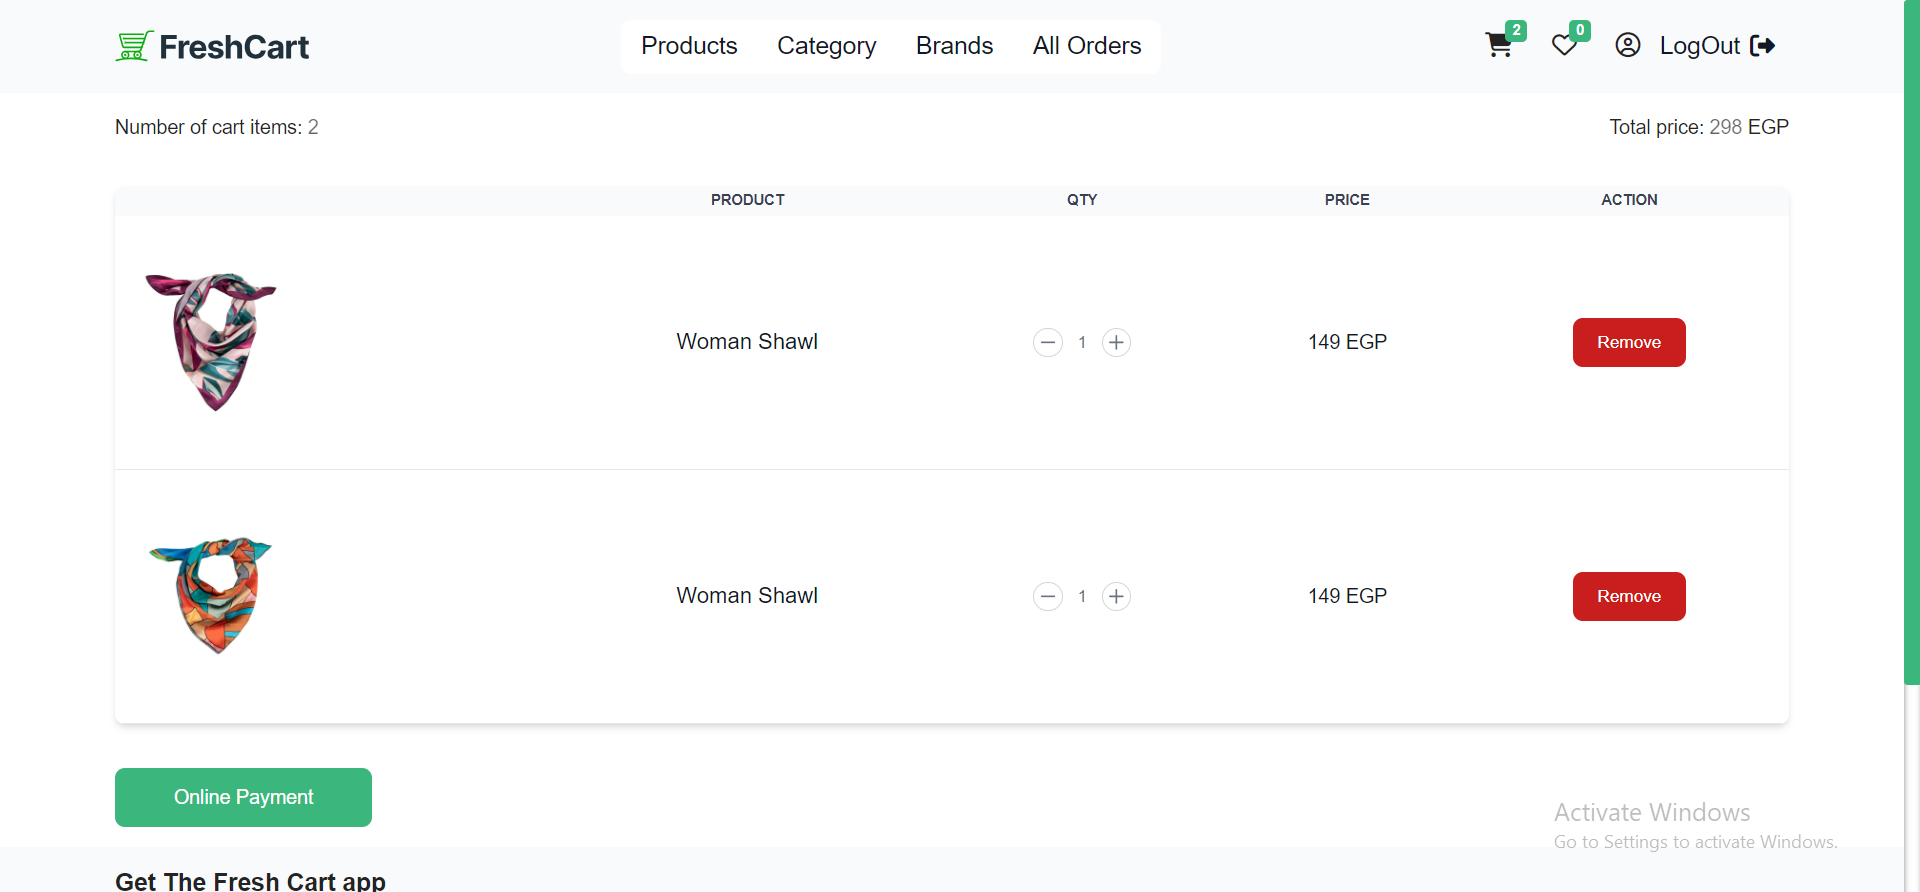 FreshCart
Products Category Brands All Orders
2
0
LogOut
Number of cart items: 2
Total price: 298 EGP
PRODUCT QTY PRICE ACTION
Woman Shawl 1 149 EGP Remove
Woman Shawl 1 149 EGP Remove
Online Payment
Activate Windows
Go to Settings to activate Windows.
Get The Fresh Cart app